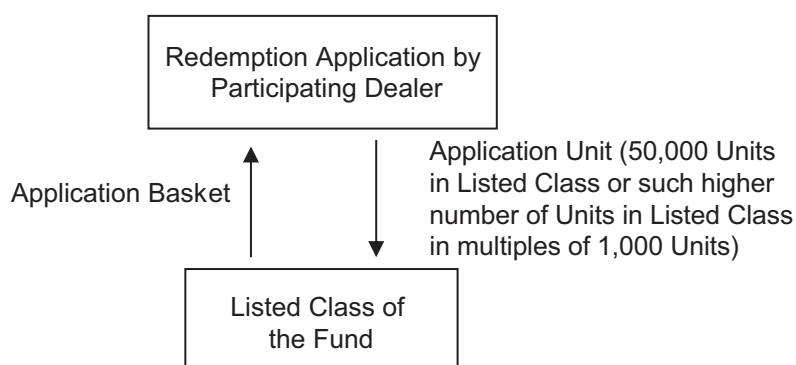 Redemption Application by
Participating Dealer
Application Basket
Application Unit (50,000 Units
in Listed Class or such higher
number of Units in Listed Class
in multiples of 1,000 Units)
Listed Class of
the Fund